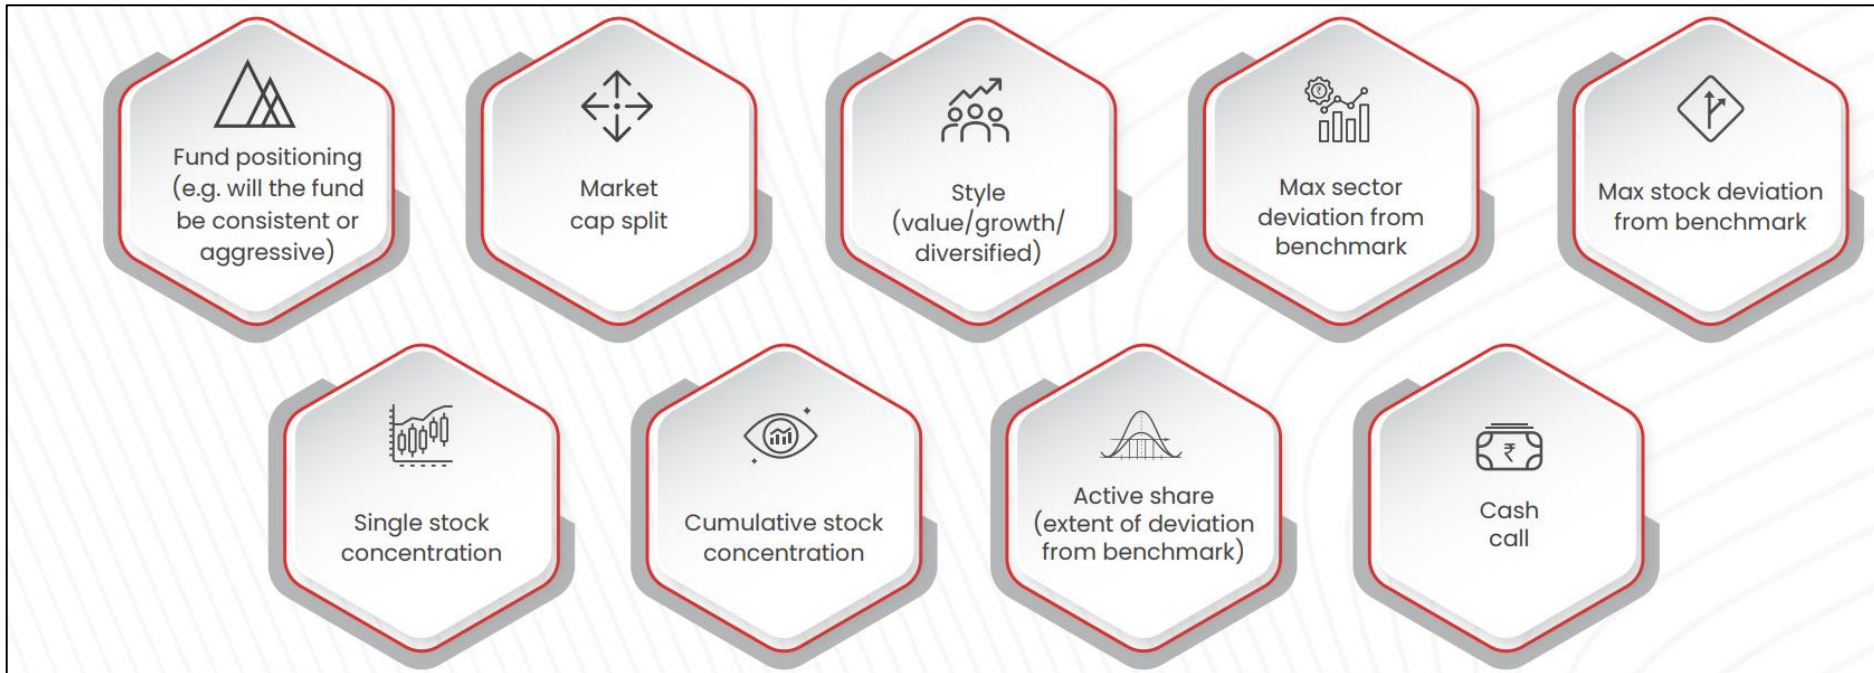 Fund positioning
(e.g. will the fund
be consistent or
aggressive)
Market
cap split
Style
(value/growth/
diversified)
₹
Max sector
deviation from
benchmark
Max stock deviation
from benchmark
Single stock
concentration
Cumulative stock
concentration
Active share
(extent of deviation
from benchmark)
₹
Cash
call